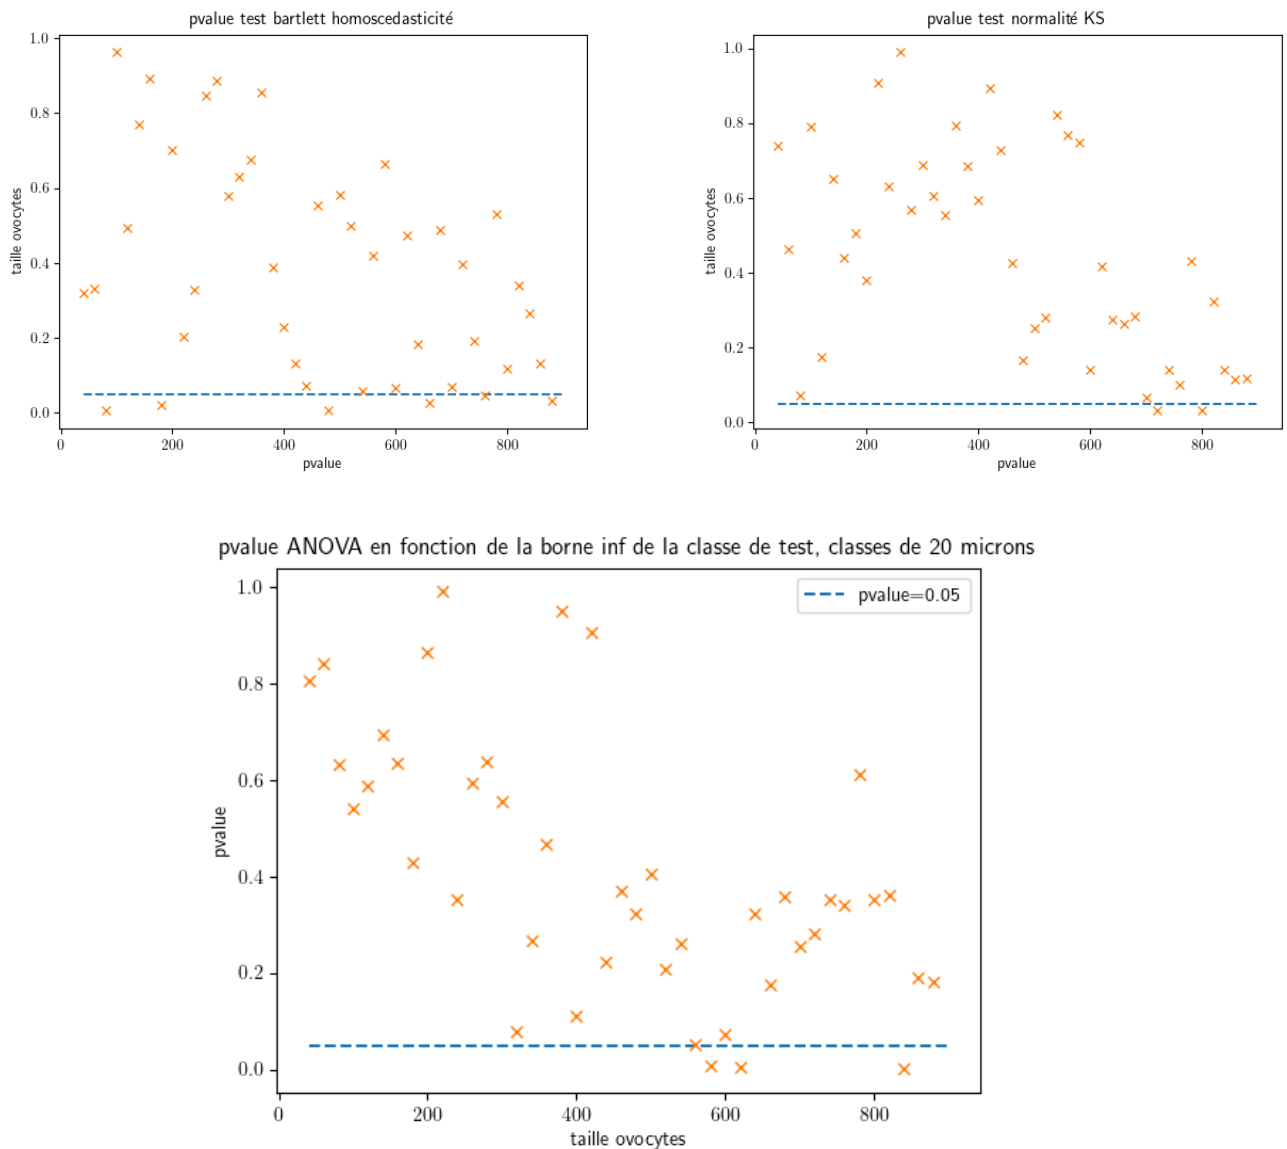 pvalue test bartlett homoscedasticité
1.0
0.8
0.6
0.4
0.2
0.0
taille ovocytes
0 200 400 600 800
pvalue
pvalue test normalité KS
1.0
0.8
0.6
0.4
0.2
0.0
taille ovocytes
0 200 400 600 800
pvalue
pvalue ANOVA en fonction de la borne inf de la classe de test, classes de 20 microns
pvalue=0.05
1.0
0.8
0.6
0.4
0.2
0.0
pvalue
0 200 400 600 800
taille ovocytes